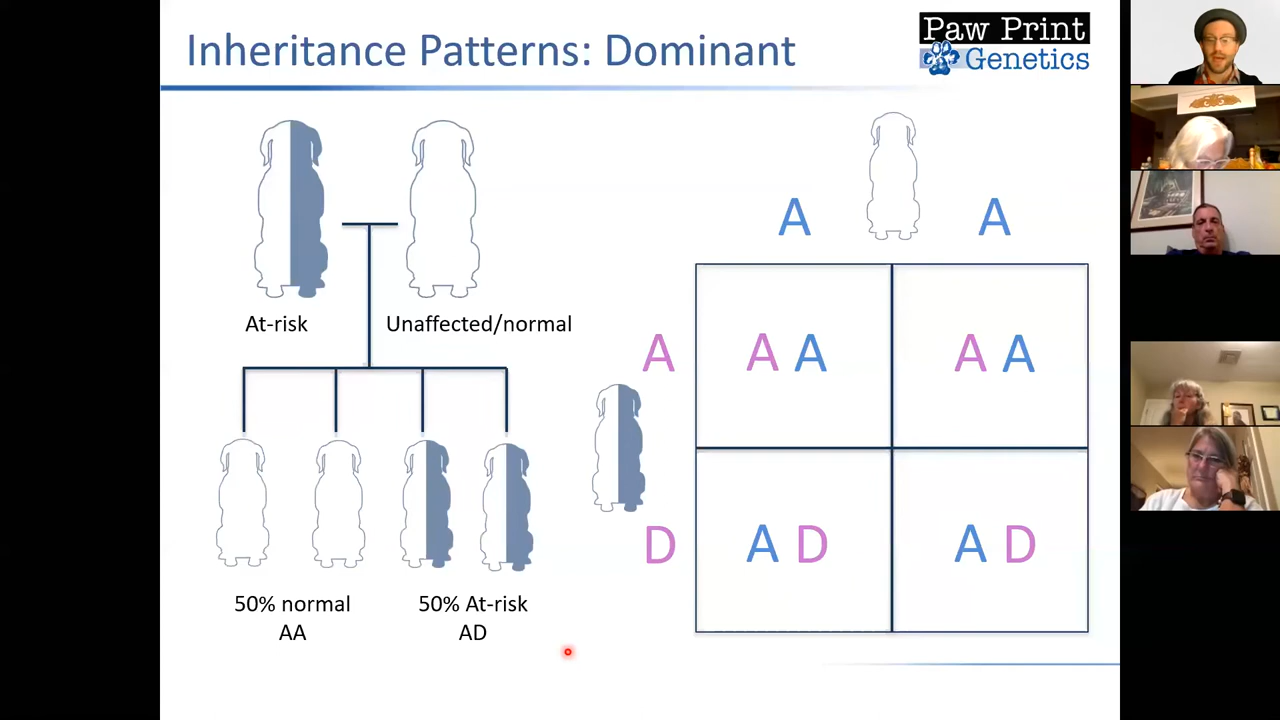 Inheritance Patterns: Dominant
Paw Print
Genetics
At-risk
Unaffected/normal
50% normal
AA
50% At-risk
AD
A
A
A
A A
A A
D
A D
A D